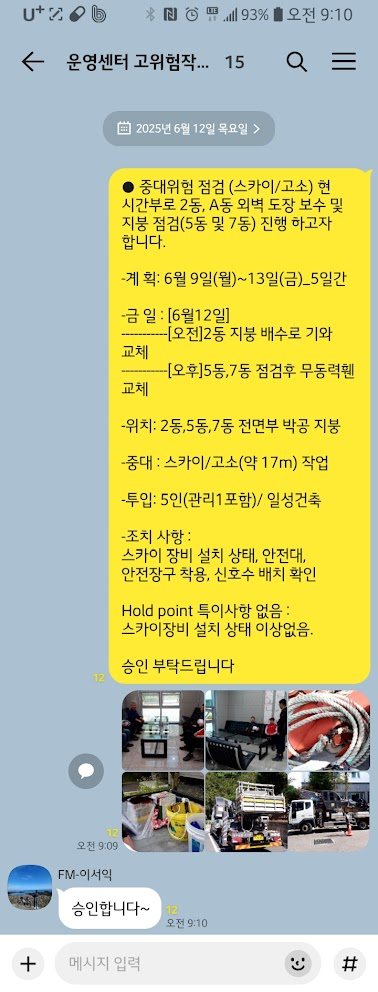 U+ 93% 오전 9:10
운영센터 고위험작... 15
2025년 6월 12일 목요일 >
● 중대위험 점검 (스카이/고소) 현
시간부로 2동, A동 외벽 도장 보수 및
지붕 점검(5동 및 7동) 진행 하고자
합니다.
-계 획: 6월 9일(월)~13일(금)_5일간
-금 일 : [6월12일]
-----------[오전]2동 지붕 배수로 기와
교체
-----------[오후]5동,7동 점검후 무동력휀
교체
-위치: 2동,5동,7동 전면부 박공 지붕
-중대 : 스카이/고소(약 17m) 작업
-투입: 5인(관리1포함)/ 일성건축
-조치 사항 :
스카이 장비 설치 상태, 안전대,
안전장구 착용, 신호수 배치 확인
Hold point 특이사항 없음 :
스카이장비 설치 상태 이상없음.
승인 부탁드립니다
12
12
오전 9:09
FM-이서익
승인합니다~
12
오전 9:10
메시지 입력
#